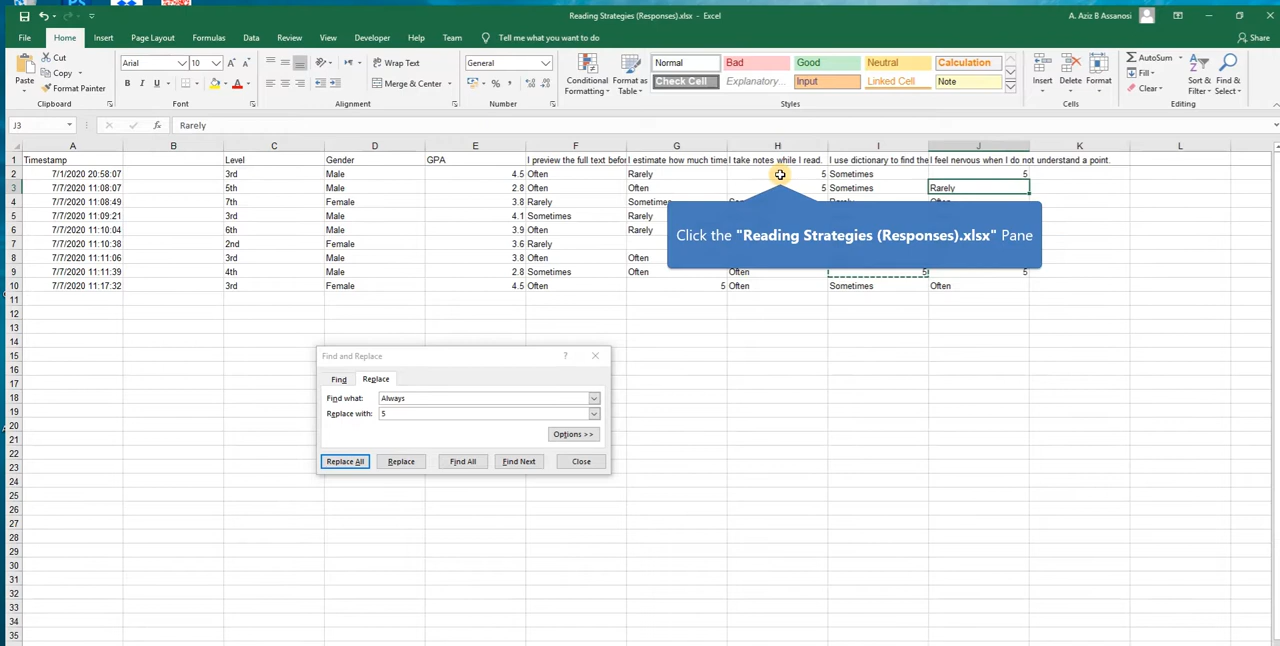 Reading Strategies (Responses).xlsx - Excel
A. Aziz B Assanosi
File Home Insert Page Layout Formulas Data Review View Developer Help Team Tell me what you want to do Share
Paste Cut Copy Format Painter Clipboard
Arial 10 B I U A Font
Wrap Text Merge & Center Alignment
General % , Number
Conditional Formatting Format as Table
Normal Bad Good Neutral Calculation
Check Cell Explanatory... Input Linked Cell Note
Styles
Insert Delete Format Cells
AutoSum Fill Clear Sort & Filter Find & Select Editing
J3 fx Rarely
A B C D E F G H I J K L
1 Timestamp Level Gender GPA I preview the full text befor I estimate how much time I take notes while I read. I use dictionary to find the I feel nervous when I do not understand a point.
2 7/1/2020 20:58:07 3rd Male 4.5 Often Rarely 5 Sometimes 5
3 7/7/2020 11:08:07 5th Male 2.8 Often Often 5 Sometimes Rarely
4 7/7/2020 11:08:49 7th Female 3.8 Rarely Sometimes
5 7/7/2020 11:09:21 3rd Male 4.1 Sometimes Rarely
6 7/7/2020 11:10:04 6th Male 3.9 Often Rarely
7 7/7/2020 11:10:38 2nd Female 3.6 Rarely
8 7/7/2020 11:11:06 3rd Male 3.8 Often Often
9 7/7/2020 11:11:39 4th Male 2.8 Sometimes Often Often 5 5
10 7/7/2020 11:17:32 3rd Female 4.5 Often 5 Often Sometimes Often
Click the "Reading Strategies (Responses).xlsx" Pane
11
12
13
14
15
16
17
18
19
20
21
22
23
24
25
26
27
28
29
30
31
32
33
34
35
Find and Replace ?
Find Replace
Find what: Always
Replace with: 5
Options >>
Replace All Replace Find All Find Next Close